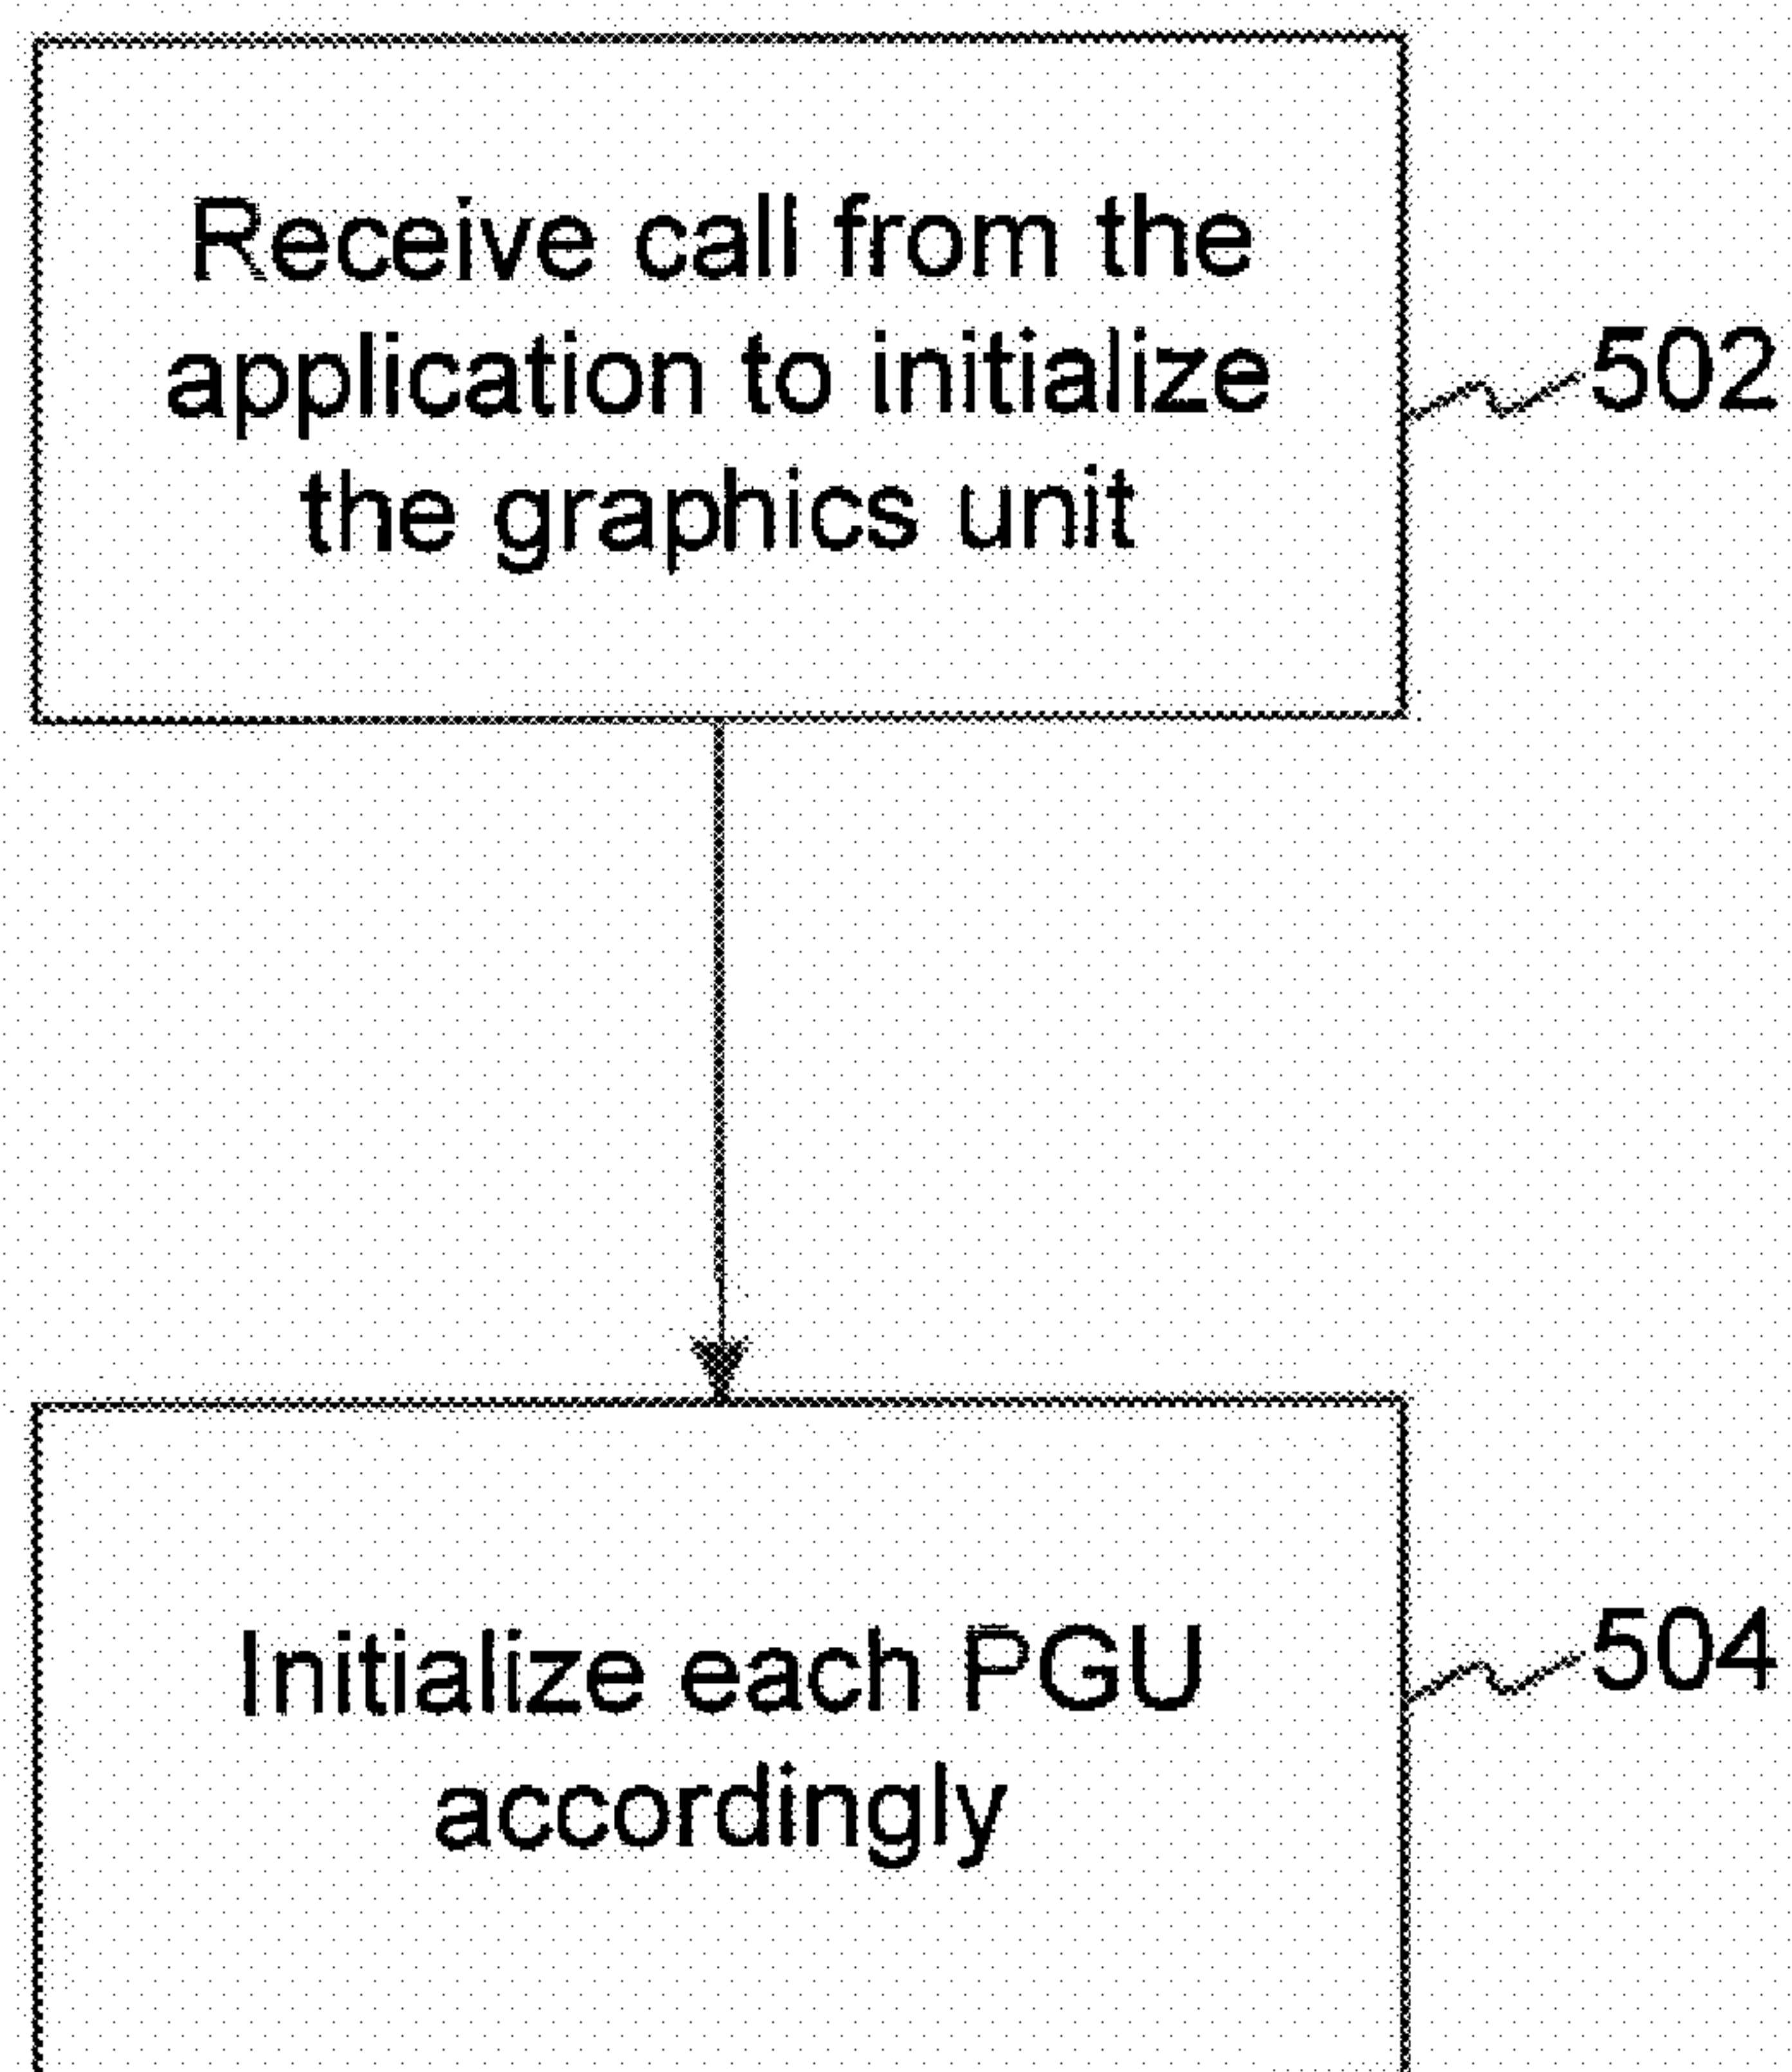 Receive call from the
application to initialize
the graphics unit
502
Initialize each PGU
accordingly
504